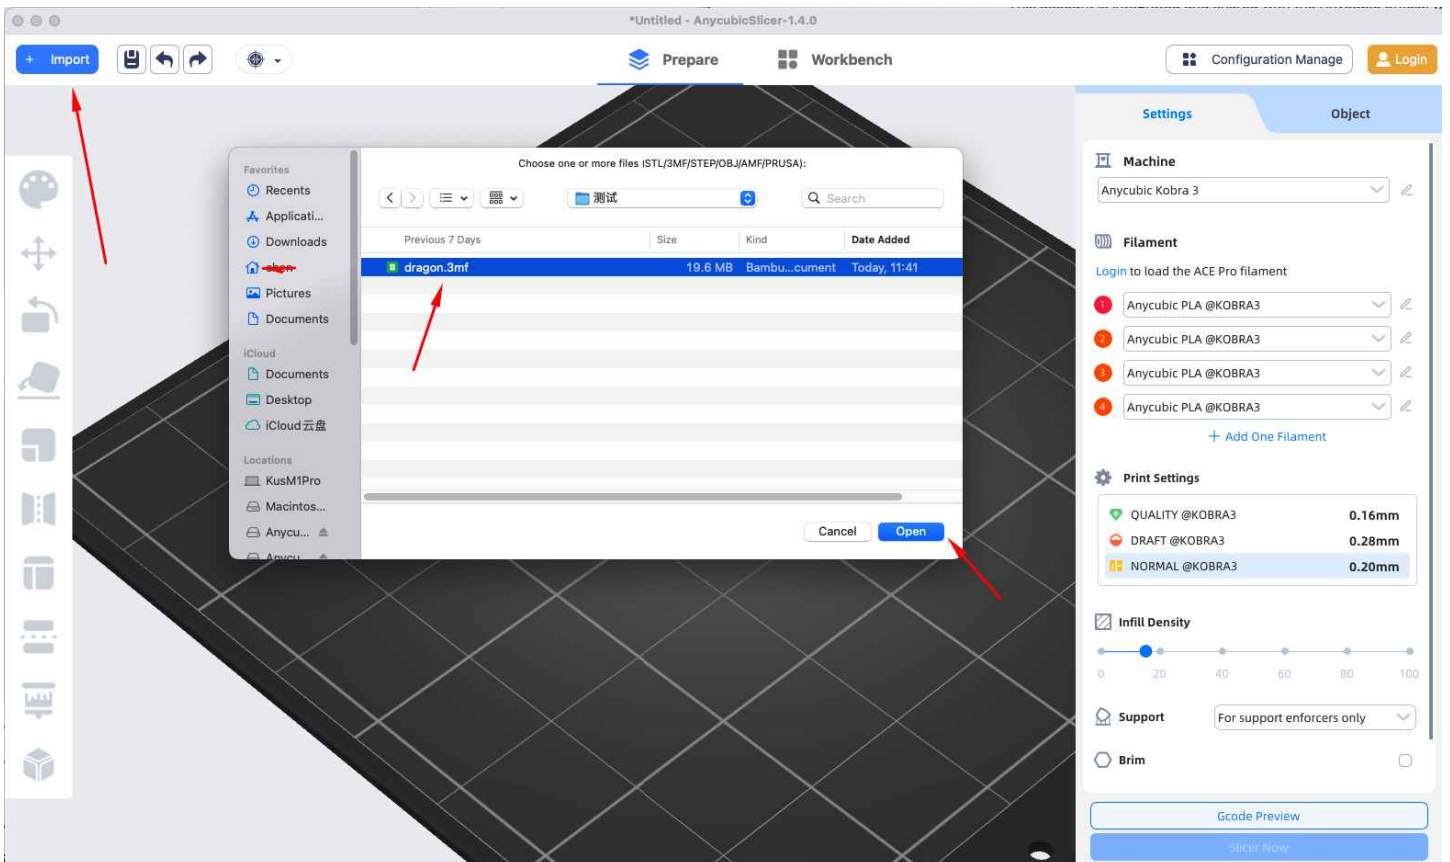 *Untitled - AnycubicSlicer-1.4.0
+ Import
Prepare
Workbench
Configuration Manage
Login
Settings
Object
Machine
Anycubic Kobra 3
Filament
Login to load the ACE Pro filament
1 Anycubic PLA @KOBRA3
2 Anycubic PLA @KOBRA3
3 Anycubic PLA @KOBRA3
4 Anycubic PLA @KOBRA3
+ Add One Filament
Print Settings
QUALITY @KOBRA3 0.16mm
DRAFT @KOBRA3 0.28mm
NORMAL @KOBRA3 0.20mm
Infill Density
0 20 40 60 80 100
Support For support enforcers only
Brim
Gcode Preview
Slicer Now
Choose one or more files (STL/3MF/STEP/OBJ/AMF/PRUSA):
测试
Search
Favorites
Recents
Applicati...
Downloads
Pictures
Documents
iCloud
Documents
Desktop
iCloud云盘
Locations
KusM1Pro
Macintos...
Anycu...
Anycu...
Previous 7 Days Size Kind Date Added
dragon.3mf 19.6 MB Bambu...cument Today, 11:41
Cancel
Open